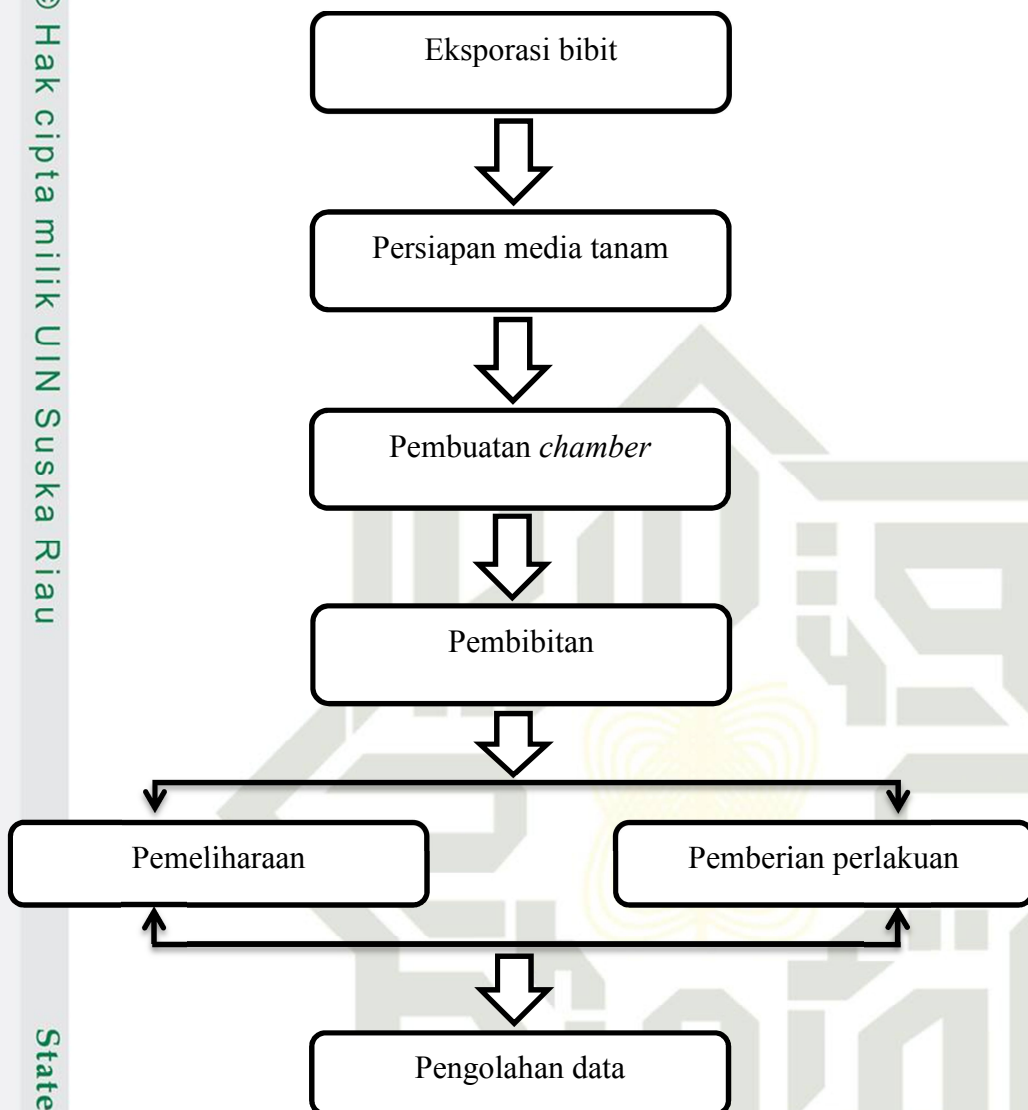 © Hak cipta milik UIN Suska Riau
State
Eksporasi bibit
Persiapan media tanam
Pembuatan chamber
Pembibitan
Pemeliharaan
Pemberian perlakuan
Pengolahan data